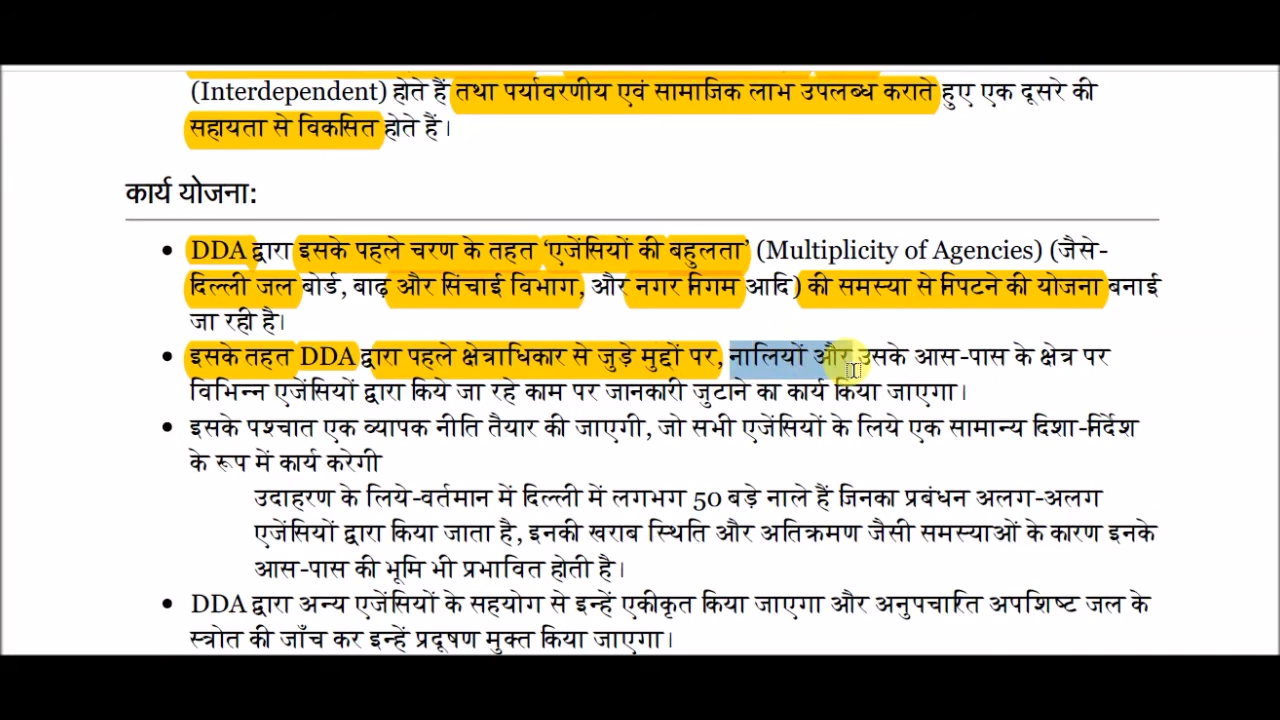 (Interdependent) होते हैं तथा पर्यावरणीय एवं सामाजिक लाभ उपलब्ध कराते हुए एक दूसरे की
सहायता से विकसित होते हैं।
कार्य योजना:
• DDA द्वारा इसके पहले चरण के तहत ‘एजेंसियों की बहुलता’ (Multiplicity of Agencies) (जैसे-
दिल्ली जल बोर्ड, बाढ़ और सिंचाई विभाग, और नगर निगम आदि) की समस्या से निपटने की योजना बनाई
जा रही है।
• इसके तहत DDA द्वारा पहले क्षेत्राधिकार से जुड़े मुद्दों पर, नालियों और उसके आस-पास के क्षेत्र पर
विभिन्न एजेंसियों द्वारा किये जा रहे काम पर जानकारी जुटाने का कार्य किया जाएगा।
• इसके पश्चात एक व्यापक नीति तैयार की जाएगी, जो सभी एजेंसियों के लिये एक सामान्य दिशा-निर्देश
के रूप में कार्य करेगी
उदाहरण के लिये-वर्तमान में दिल्ली में लगभग 50 बड़े नाले हैं जिनका प्रबंधन अलग-अलग
एजेंसियों द्वारा किया जाता है, इनकी खराब स्थिति और अतिक्रमण जैसी समस्याओं के कारण इनके
आस-पास की भूमि भी प्रभावित होती है।
• DDA द्वारा अन्य एजेंसियों के सहयोग से इन्हें एकीकृत किया जाएगा और अनुपचारित अपशिष्ट जल के
स्त्रोत की जाँच कर इन्हें प्रदूषण मुक्त किया जाएगा।